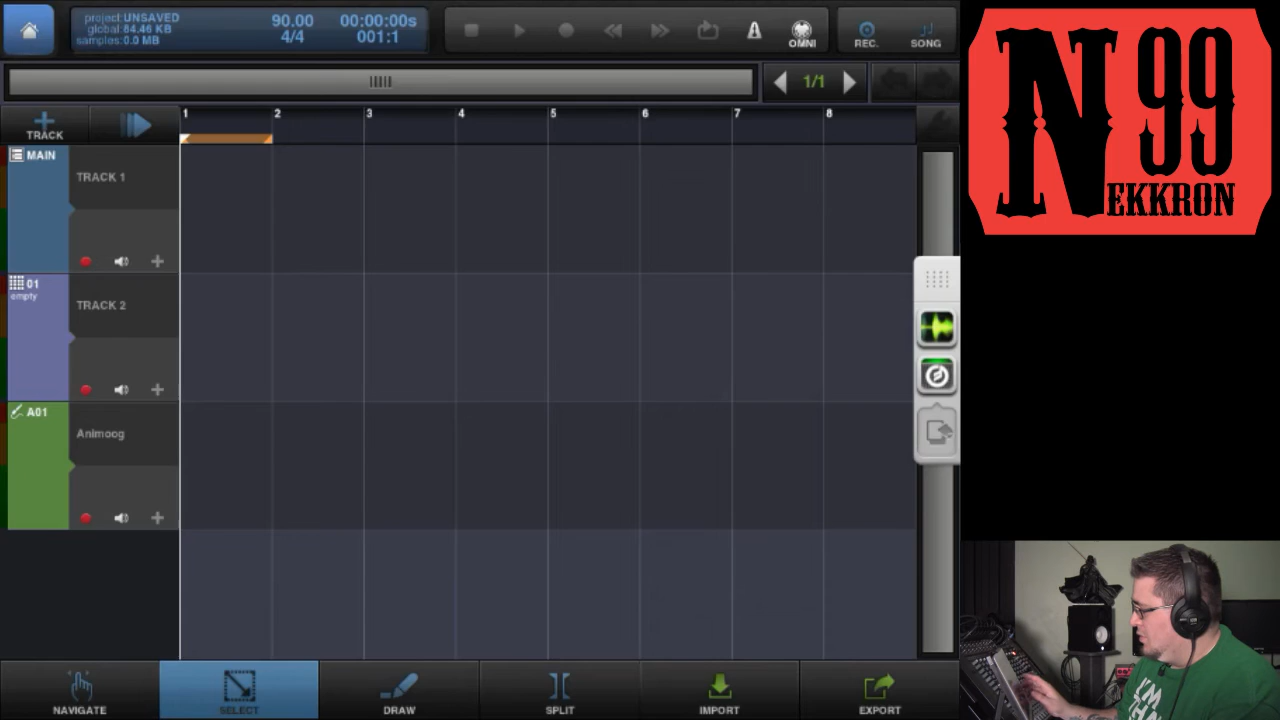 project:UNSAVED
global:84.46 KB
samples:0.0 MB
90.00
4/4
00:00:00s
001:1
OMNI
REC.
SONG
1/1
TRACK
1 2 3 4 5 6 7 8
MAIN
TRACK 1
01
empty
TRACK 2
A01
Animoog
NAVIGATE
SELECT
DRAW
SPLIT
IMPORT
EXPORT
N 99
NEKKRON